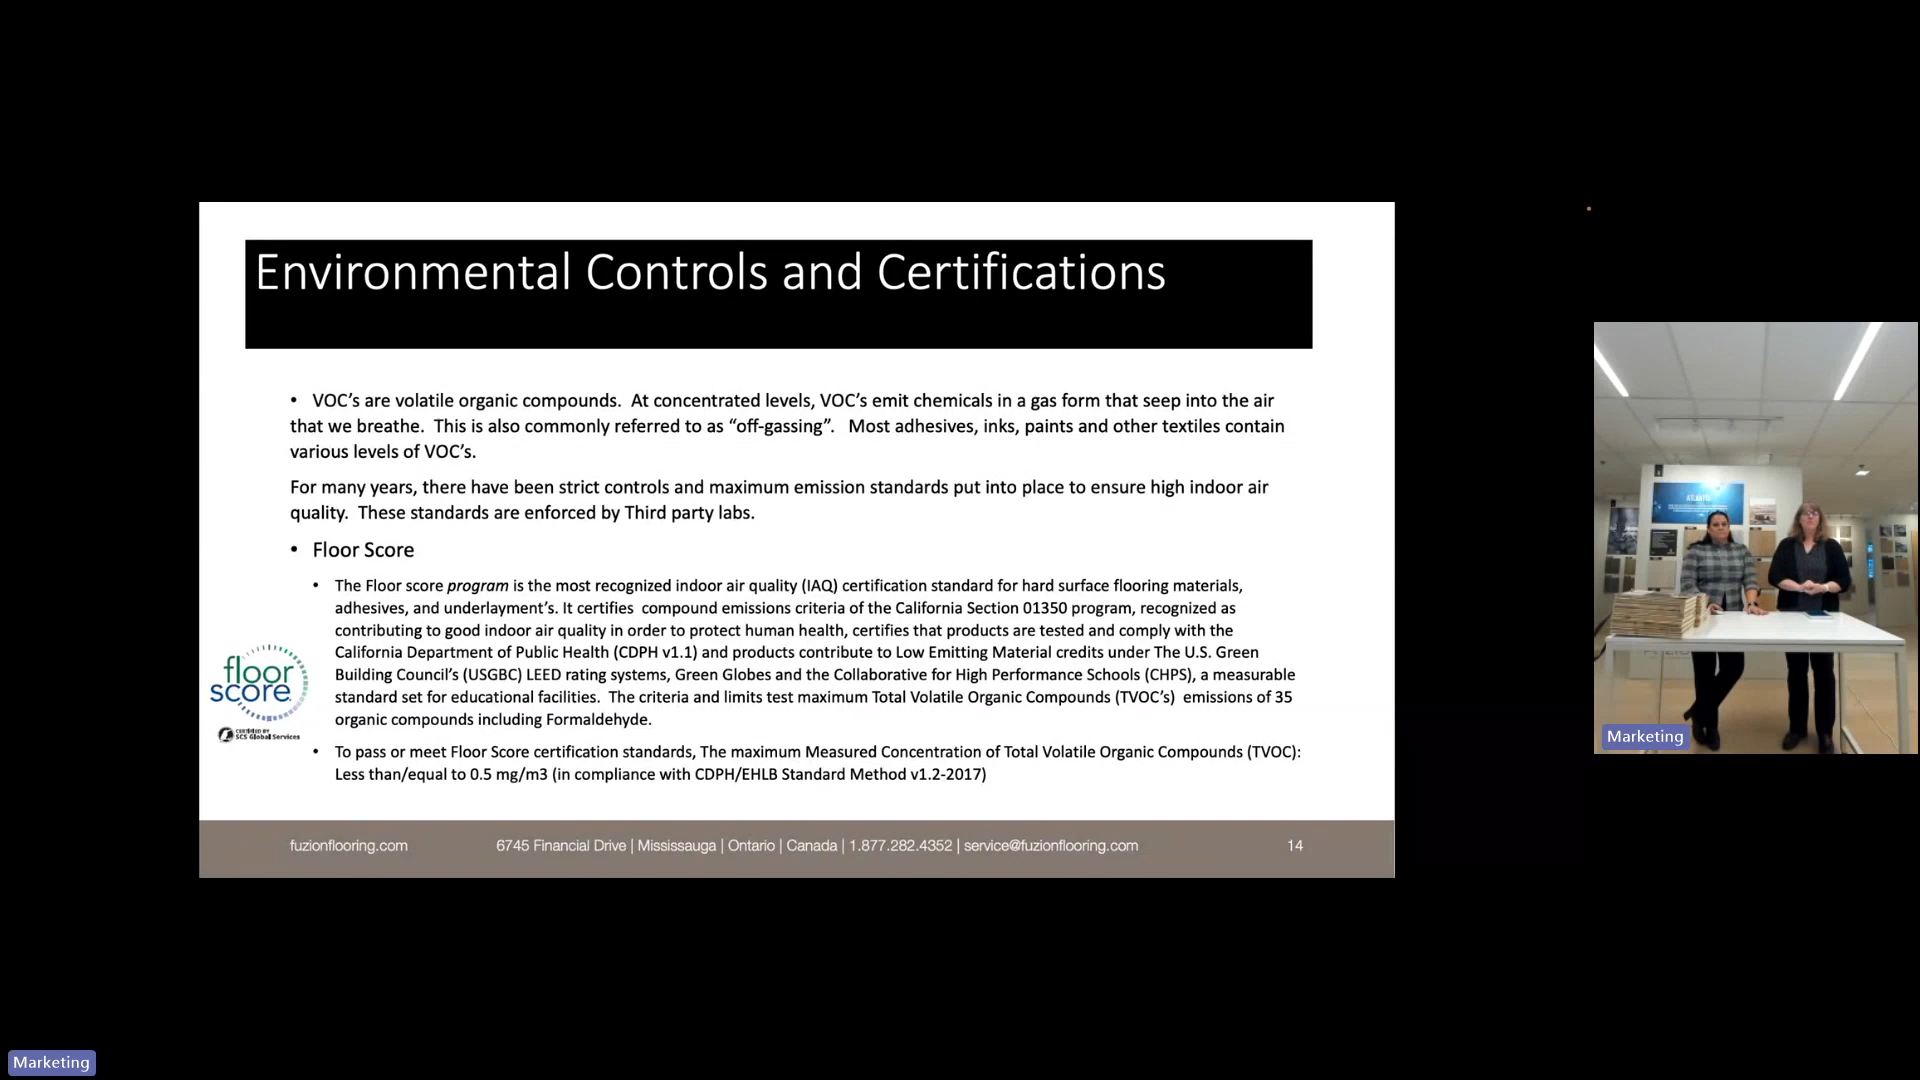 Environmental Controls and Certifications
• VOC’s are volatile organic compounds. At concentrated levels, VOC’s emit chemicals in a gas form that seep into the air
that we breathe. This is also commonly referred to as “off-gassing”. Most adhesives, inks, paints and other textiles contain
various levels of VOC’s.
For many years, there have been strict controls and maximum emission standards put into place to ensure high indoor air
quality. These standards are enforced by Third party labs.
• Floor Score
• The Floor score program is the most recognized indoor air quality (IAQ) certification standard for hard surface flooring materials,
adhesives, and underlayment’s. It certifies compound emissions criteria of the California Section 01350 program, recognized as
contributing to good indoor air quality in order to protect human health, certifies that products are tested and comply with the
California Department of Public Health (CDPH v1.1) and products contribute to Low Emitting Material credits under The U.S. Green
Building Council’s (USGBC) LEED rating systems, Green Globes and the Collaborative for High Performance Schools (CHPS), a measurable
standard set for educational facilities. The criteria and limits test maximum Total Volatile Organic Compounds (TVOC’s) emissions of 35
organic compounds including Formaldehyde.
• To pass or meet Floor Score certification standards, The maximum Measured Concentration of Total Volatile Organic Compounds (TVOC):
Less than/equal to 0.5 mg/m3 (in compliance with CDPH/EHLB Standard Method v1.2-2017)
floor
score
CERTIFIED BY
SCS Global Services
fuzionflooring.com 6745 Financial Drive | Mississauga | Ontario | Canada | 1.877.282.4352 | service@fuzionflooring.com 14
Marketing
Marketing